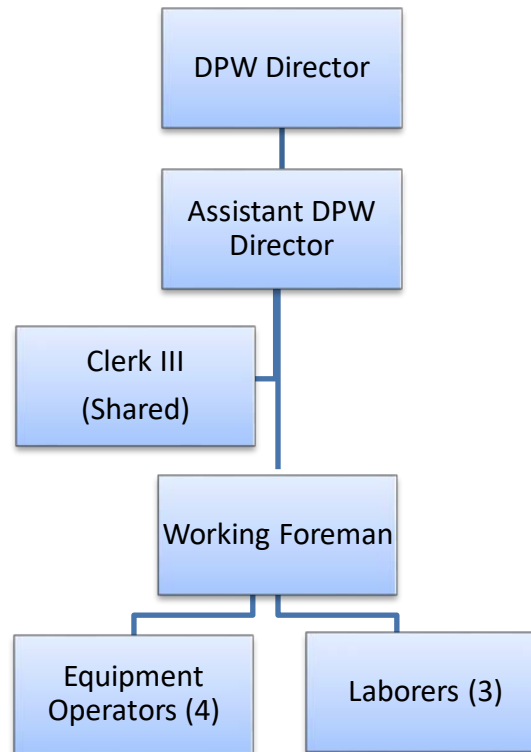 DPW Director
Assistant DPW
Director
Clerk III
(Shared)
Working Foreman
Equipment
Operators (4)
Laborers (3)